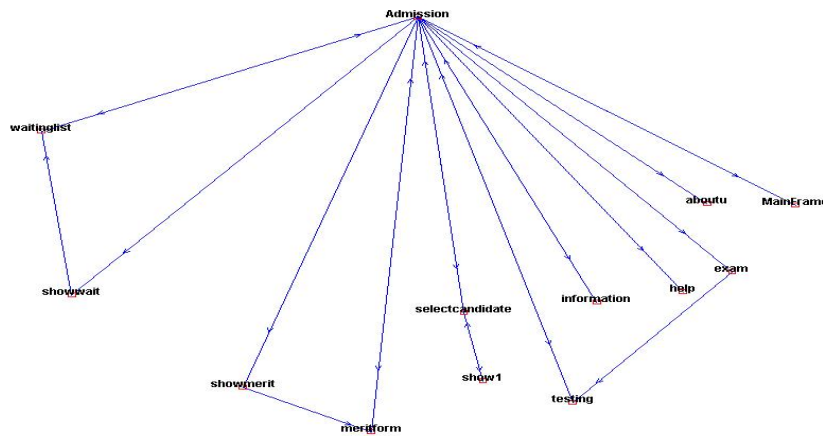 Admission
waitinglist
aboutu
MainFrame
exam
help
showwait
information
selectcandidate
show1
showmerit
testing
meritform